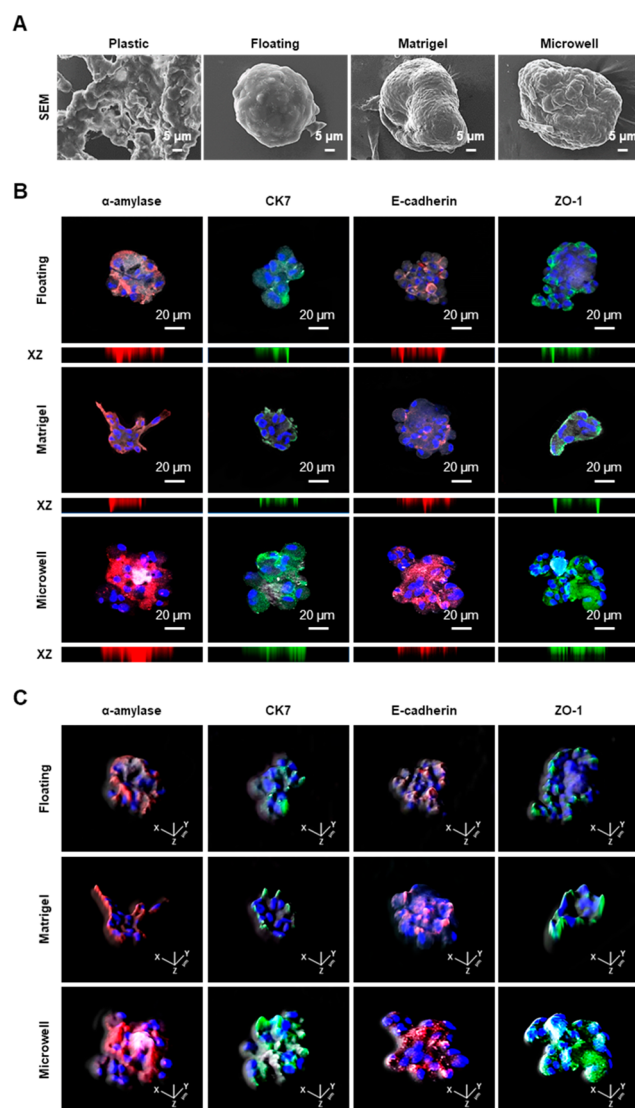 A
Plastic Floating Matrigel Microwell
SEM
5 μm 5 μm 5 μm 5 μm
B
α-amylase CK7 E-cadherin ZO-1
Floating
20 μm 20 μm 20 μm 20 μm
XZ
Matrigel
20 μm 20 μm 20 μm 20 μm
XZ
Microwell
20 μm 20 μm 20 μm 20 μm
XZ
C
α-amylase CK7 E-cadherin ZO-1
Floating
X Y Z X Y Z X Y Z X Y Z
Matrigel
X Y Z X Y Z X Y Z X Y Z
Microwell
X Y Z X Y Z X Y Z X Y Z